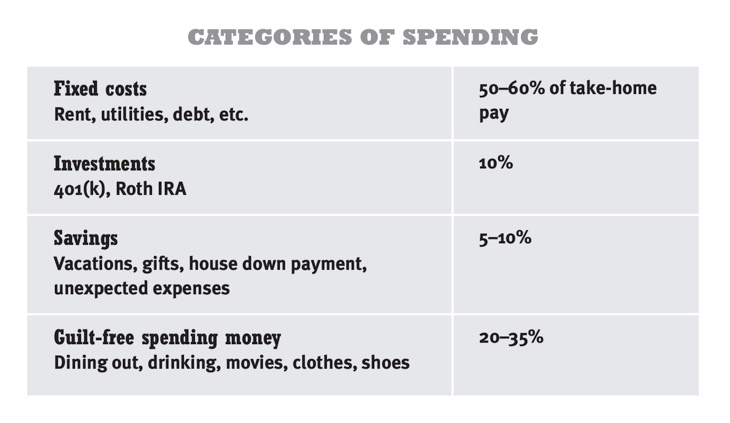 CATEGORIES OF SPENDING
Fixed costs
Rent, utilities, debt, etc.
50–60% of take-home
pay
Investments
401(k), Roth IRA
10%
Savings
Vacations, gifts, house down payment,
unexpected expenses
5–10%
Guilt-free spending money
Dining out, drinking, movies, clothes, shoes
20–35%